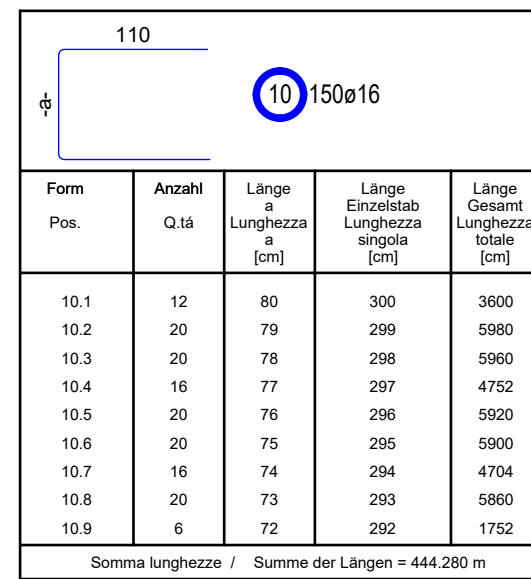 110
-a-
10 150ø16
Form Anzahl Länge Länge Länge
a Einzelstab Gesamt
Pos. Q.tá Lunghezza Lunghezza Lunghezza
a singola totale
[cm] [cm] [cm]
10.1 12 80 300 3600
10.2 20 79 299 5980
10.3 20 78 298 5960
10.4 16 77 297 4752
10.5 20 76 296 5920
10.6 20 75 295 5900
10.7 16 74 294 4704
10.8 20 73 293 5860
10.9 6 72 292 1752
Somma lunghezze / Summe der Längen = 444.280 m